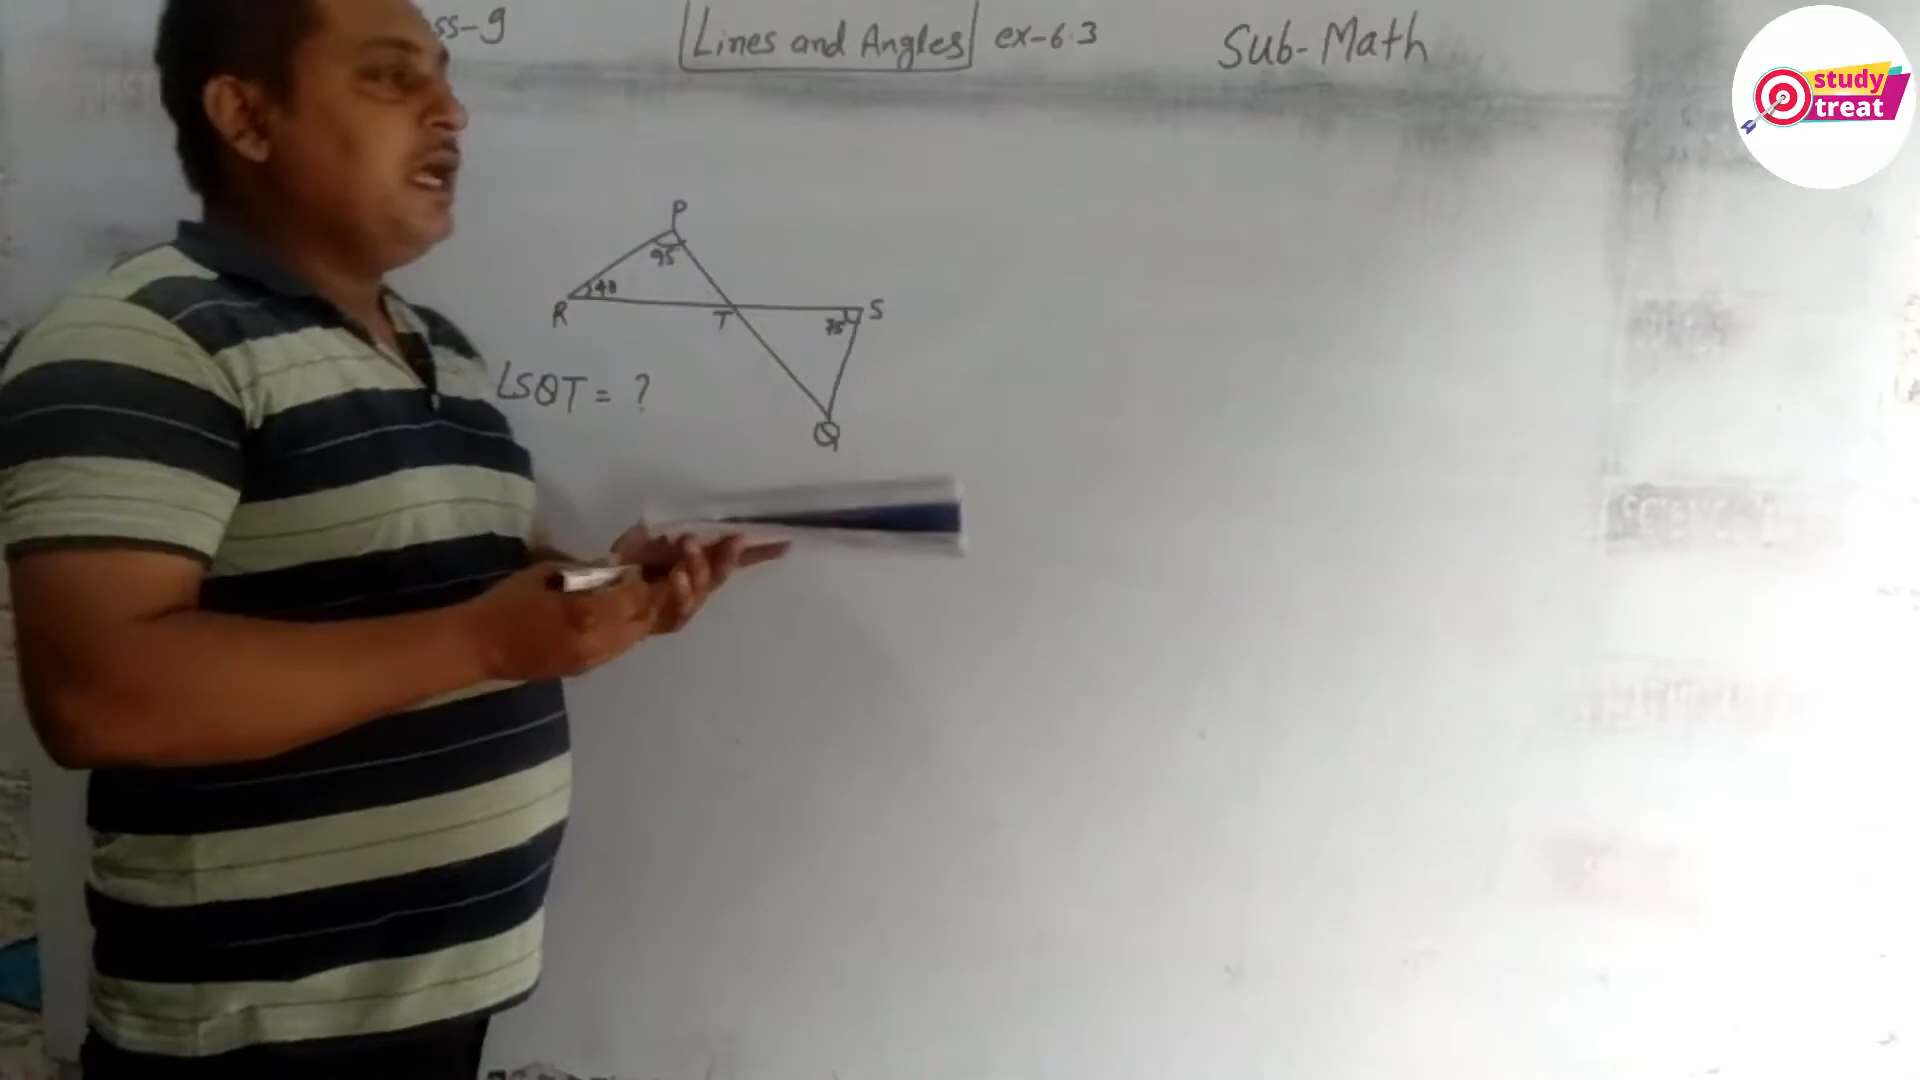 ss-9
Lines and Angles ex-6.3
Sub-Math
study
treat
P
95
40
R
T
S
75
∠SQT = ?
Q